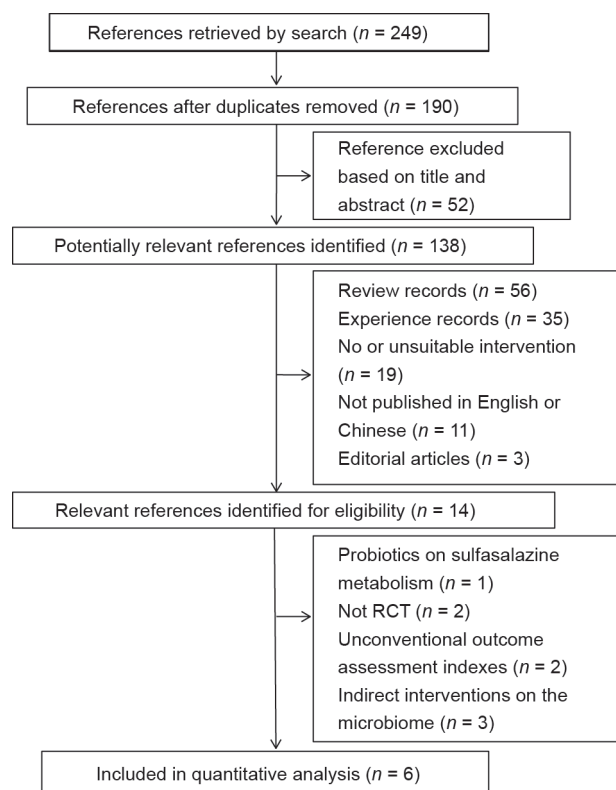 References retrieved by search (n = 249)
References after duplicates removed (n = 190)
Reference excluded
based on title and
abstract (n = 52)
Potentially relevant references identified (n = 138)
Review records (n = 56)
Experience records (n = 35)
No or unsuitable intervention
(n = 19)
Not published in English or
Chinese (n = 11)
Editorial articles (n = 3)
Relevant references identified for eligibility (n = 14)
Probiotics on sulfasalazine
metabolism (n = 1)
Not RCT (n = 2)
Unconventional outcome
assessment indexes (n = 2)
Indirect interventions on the
microbiome (n = 3)
Included in quantitative analysis (n = 6)